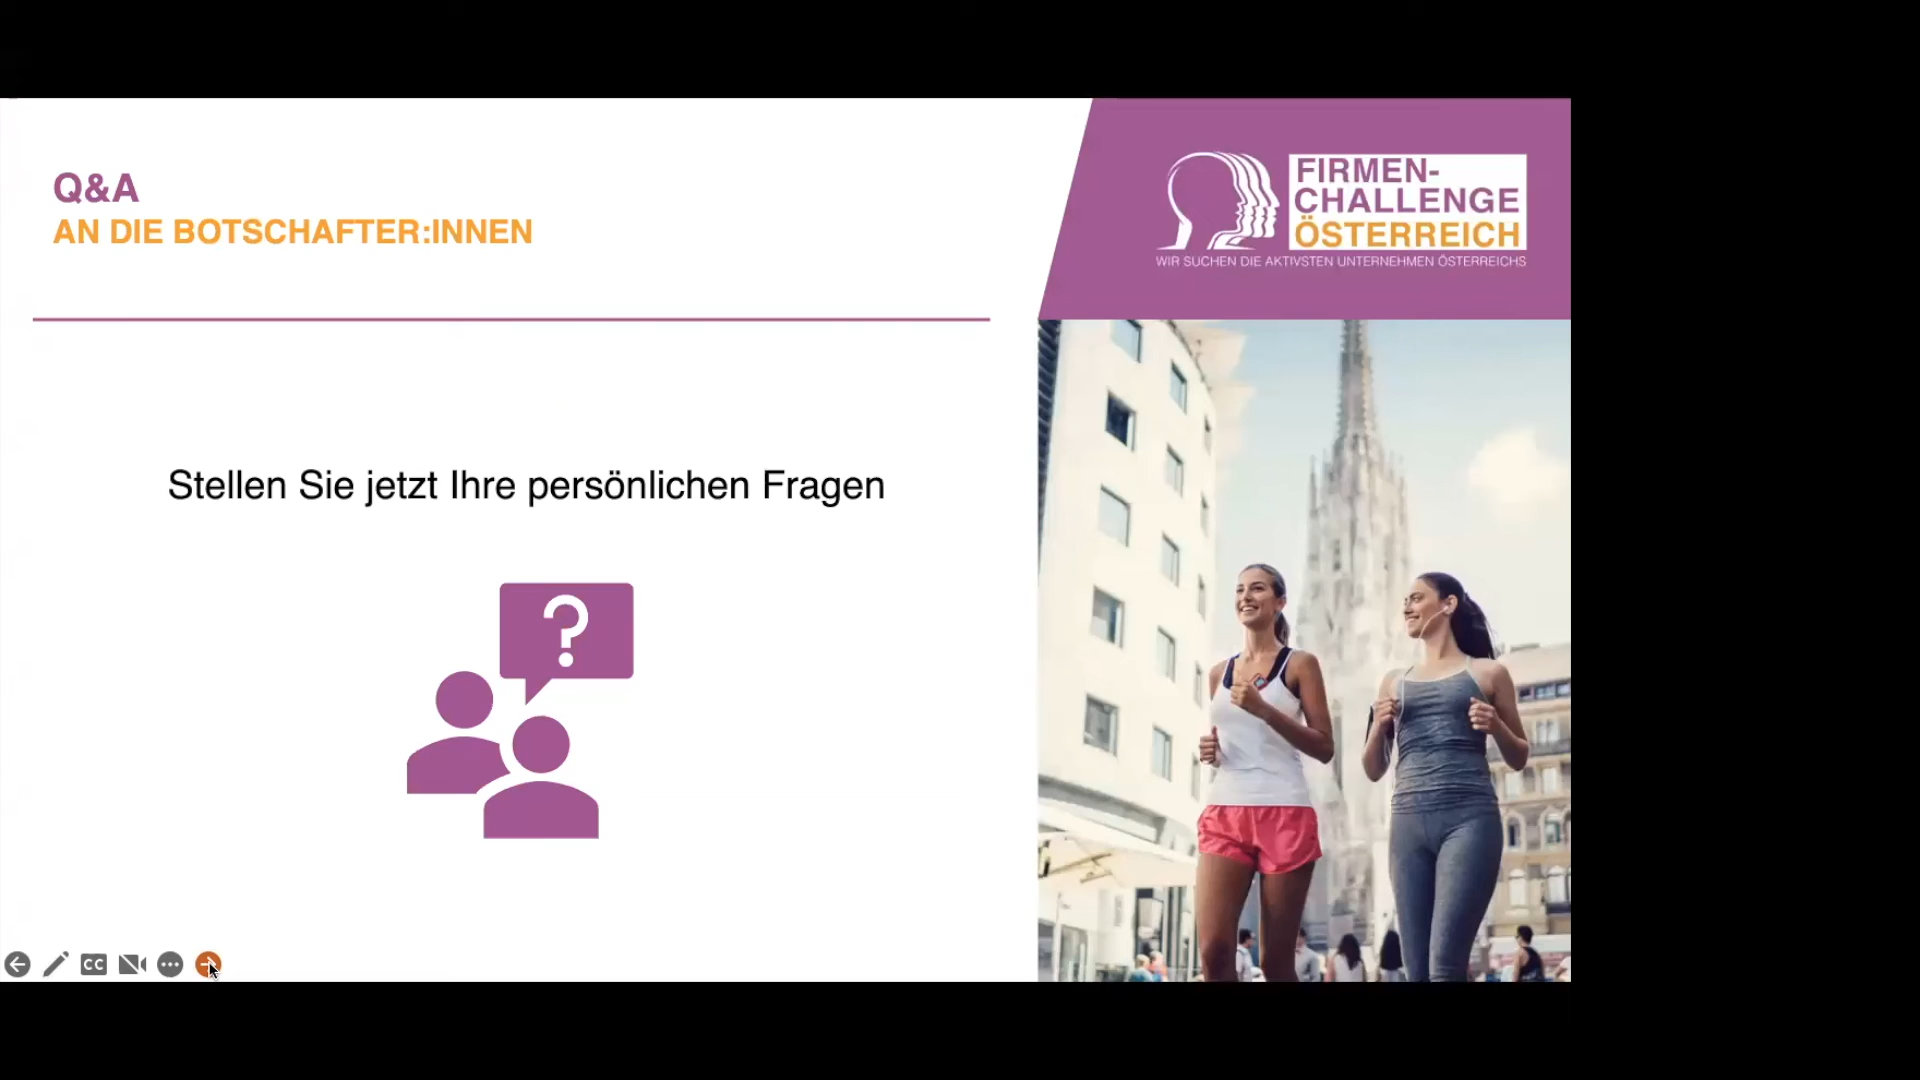 Q&A
AN DIE BOTSCHAFTER:INNEN
FIRMEN-
CHALLENGE
ÖSTERREICH
WIR SUCHEN DIE AKTIVSTEN UNTERNEHMEN ÖSTERREICHS
Stellen Sie jetzt Ihre persönlichen Fragen
?
CC